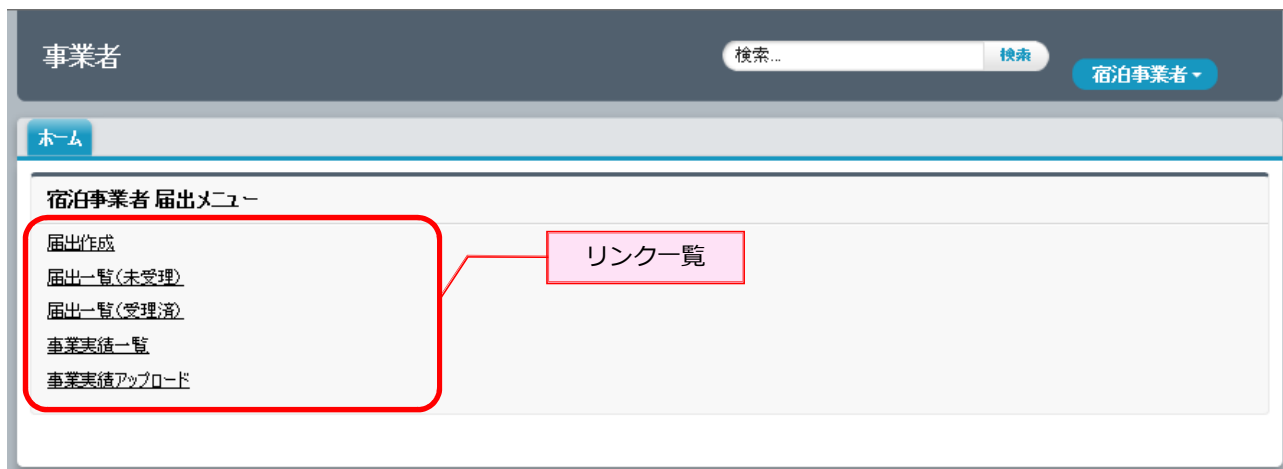 事業者
検索...
検索
宿泊事業者
ホーム
宿泊事業者 届出メニュー
届出作成
届出一覧(未受理)
リンク一覧
届出一覧(受理済)
事業実績一覧
事業実績アップロード